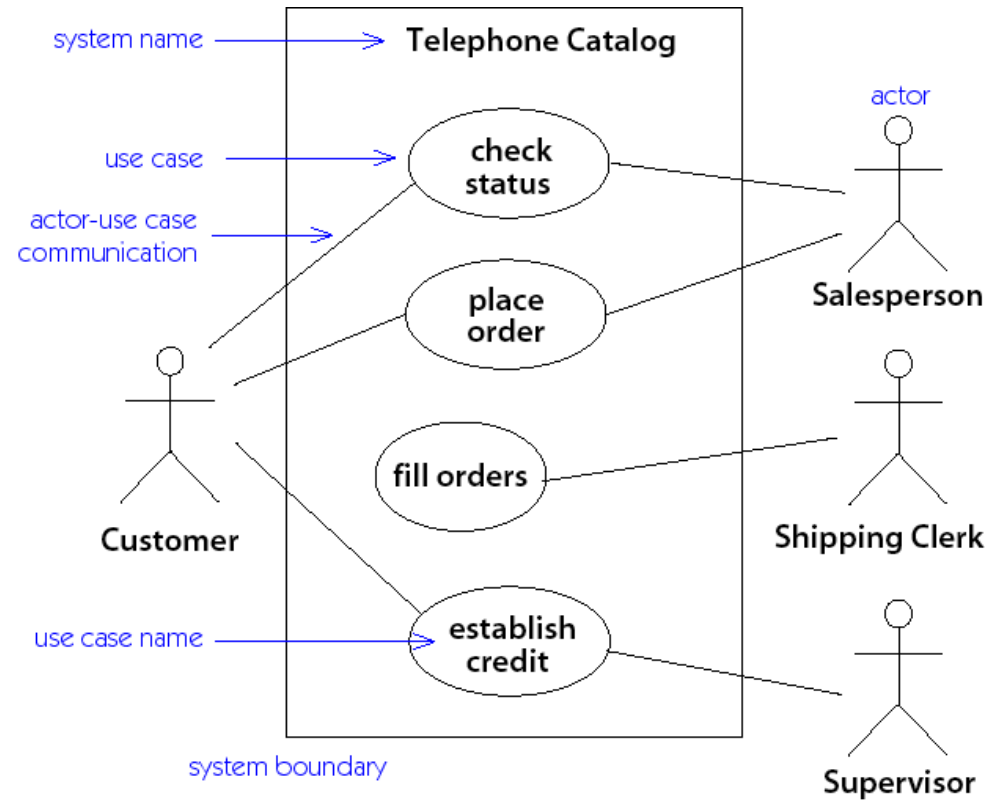 system name
Telephone Catalog
actor
use case
check
status
actor-use case
communication
place
order
Salesperson
fill orders
Customer
Shipping Clerk
use case name
establish
credit
system boundary
Supervisor